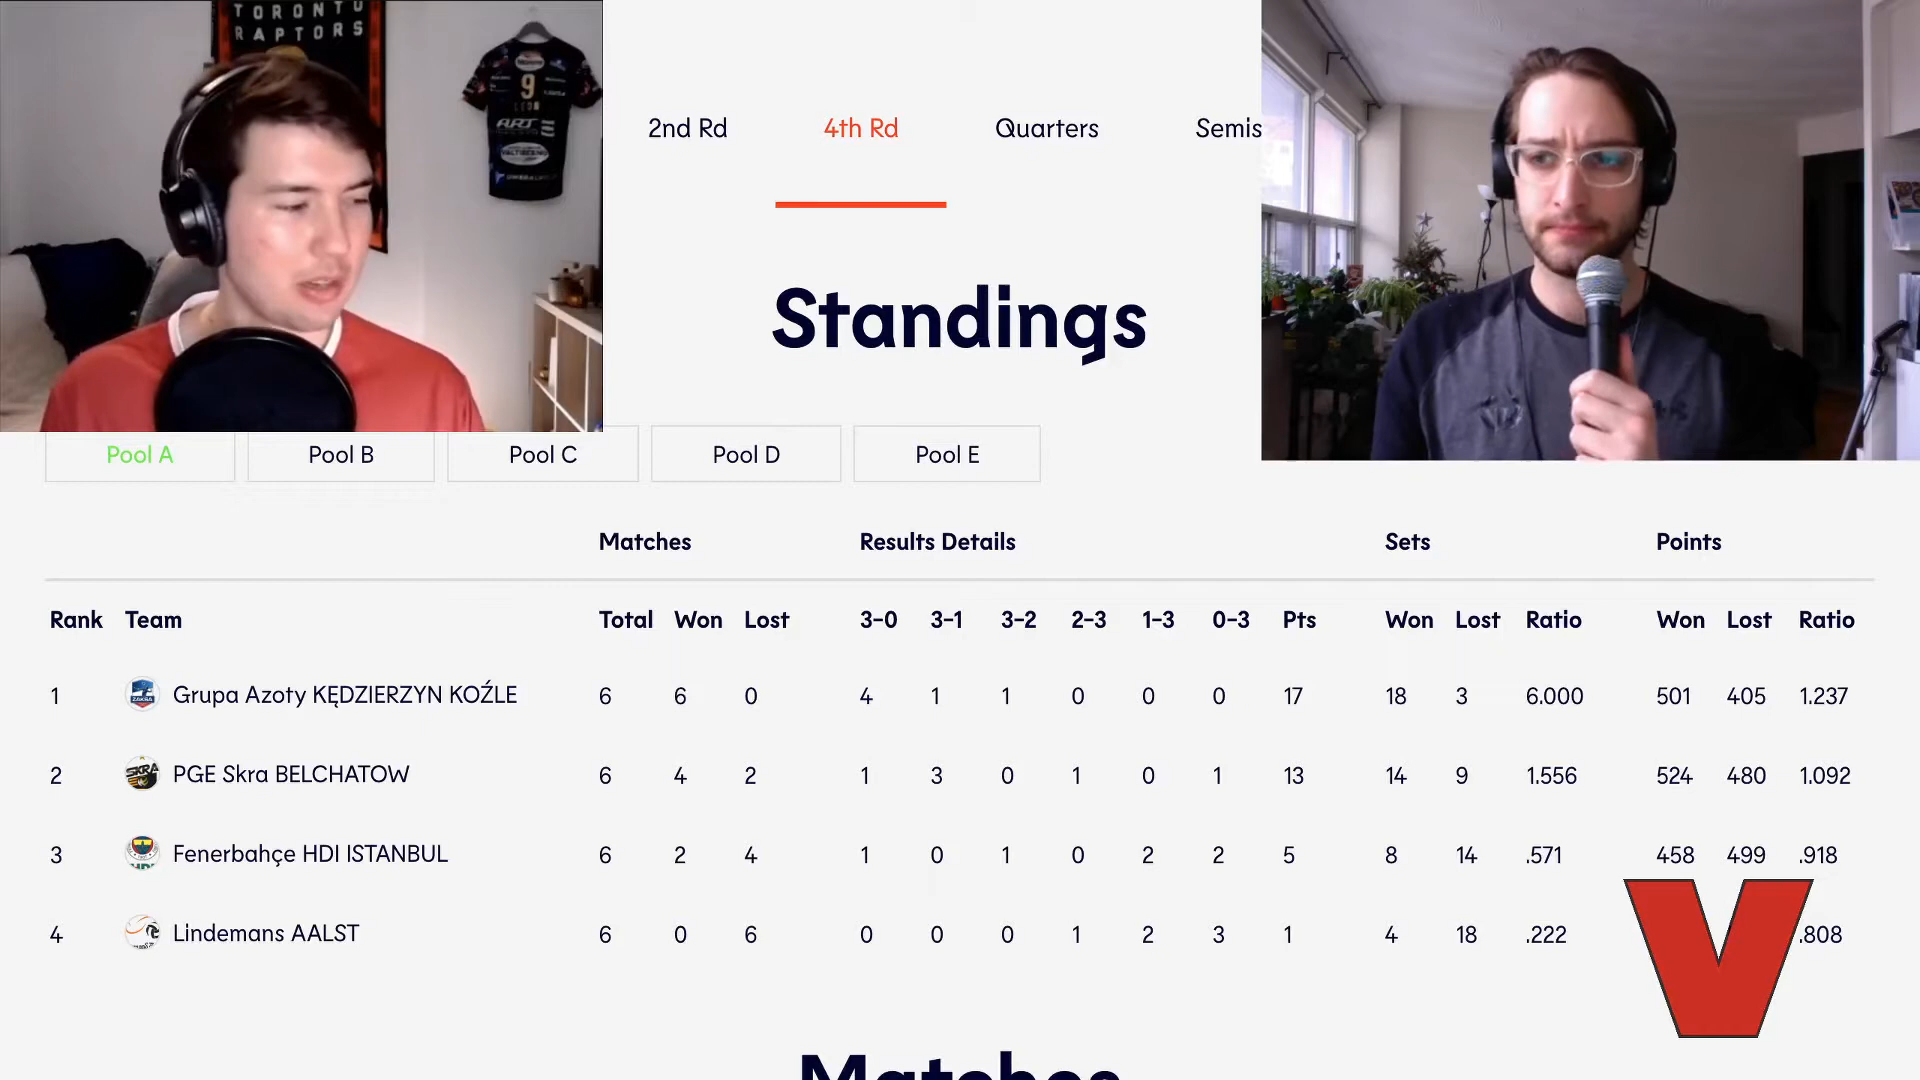 TORONTO
RAPTORS
9
2nd Rd 4th Rd Quarters Semis
Standings
Pool A Pool B Pool C Pool D Pool E
Matches Results Details Sets Points
Rank Team Total Won Lost 3-0 3-1 3-2 2-3 1-3 0-3 Pts Won Lost Ratio Won Lost Ratio
1 Grupa Azoty KĘDZIERZYN KOŹLE 6 6 0 4 1 1 0 0 0 17 18 3 6.000 501 405 1.237
2 SKRA PGE Skra BELCHATOW 6 4 2 1 3 0 1 0 1 13 14 9 1.556 524 480 1.092
3 Fenerbahçe HDI ISTANBUL 6 2 4 1 0 1 0 2 2 5 8 14 .571 458 499 .918
4 Lindemans AALST 6 0 6 0 0 0 1 2 3 1 4 18 .222 .808
V
Matches